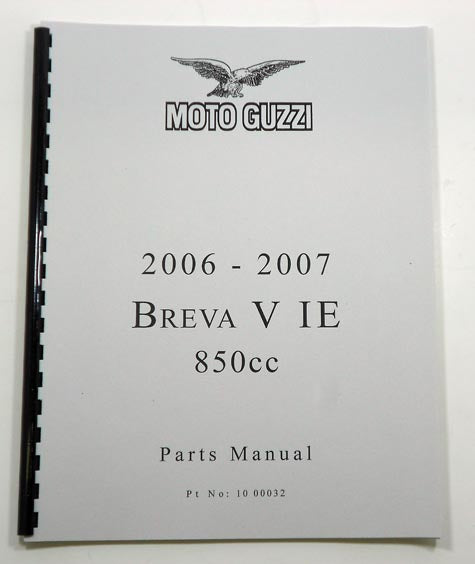 MOTO GUZZI
2006 - 2007
BREVA V IE
850cc
Parts Manual
Pt No: 10 00032